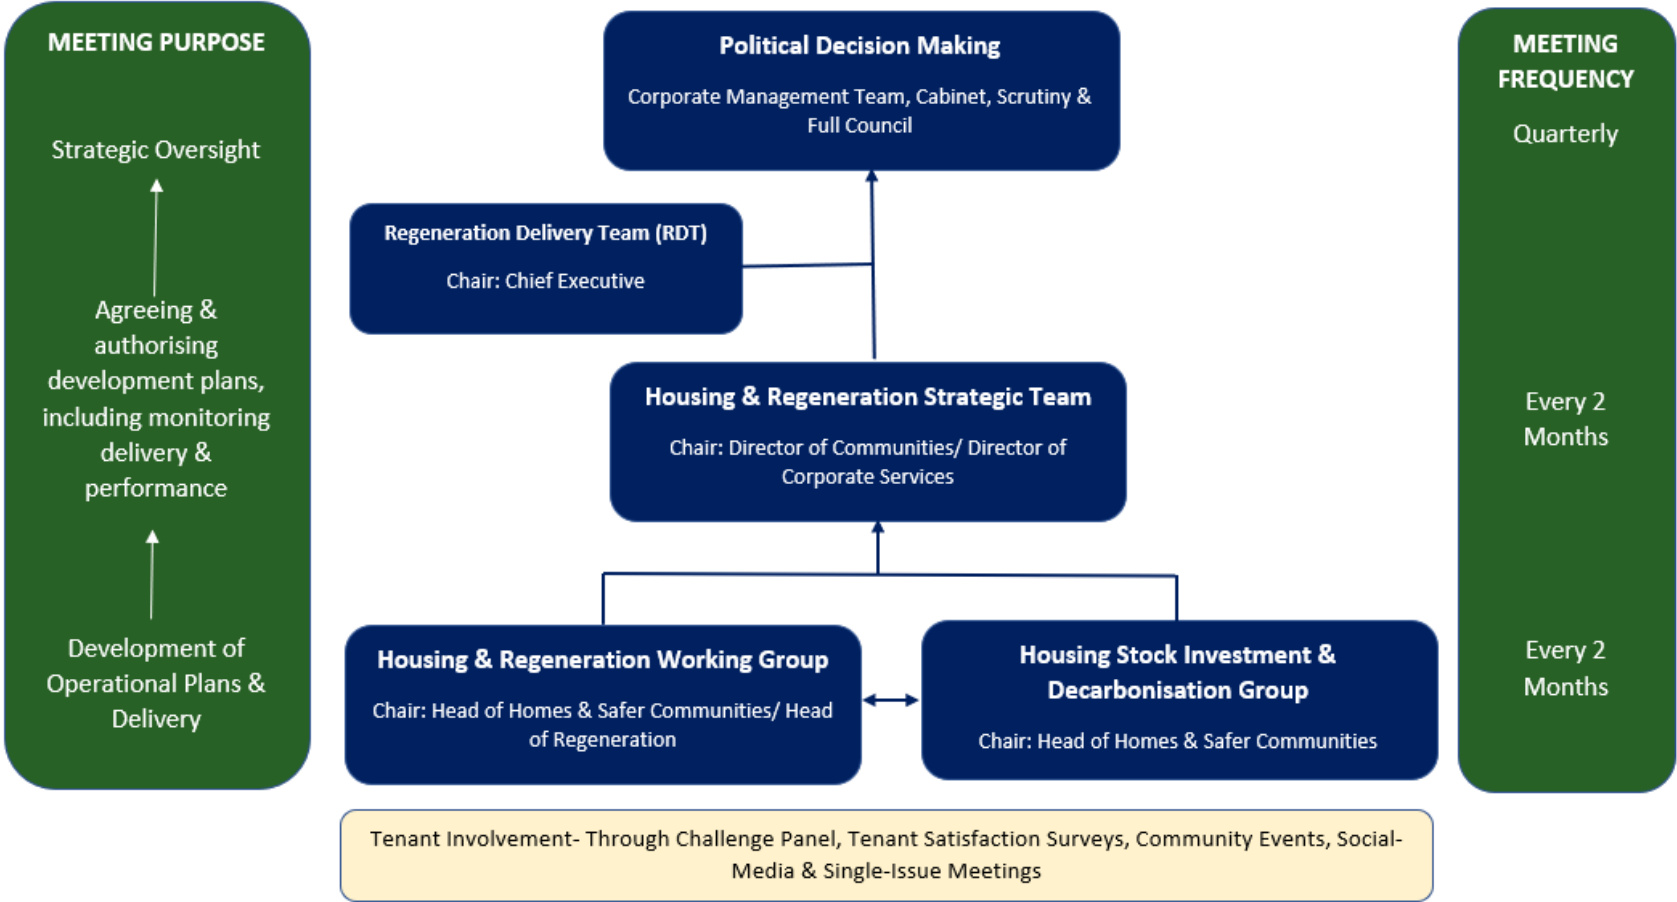 MEETING PURPOSE
Strategic Oversight
Agreeing &
authorising
development plans,
including monitoring
delivery &
performance
Development of
Operational Plans &
Delivery
Political Decision Making
Corporate Management Team, Cabinet, Scrutiny &
Full Council
Regeneration Delivery Team (RDT)
Chair: Chief Executive
Housing & Regeneration Strategic Team
Chair: Director of Communities/ Director of
Corporate Services
Housing & Regeneration Working Group
Chair: Head of Homes & Safer Communities/ Head
of Regeneration
Housing Stock Investment &
Decarbonisation Group
Chair: Head of Homes & Safer Communities
MEETING
FREQUENCY
Quarterly
Every 2
Months
Every 2
Months
Tenant Involvement- Through Challenge Panel, Tenant Satisfaction Surveys, Community Events, Social-
Media & Single-Issue Meetings